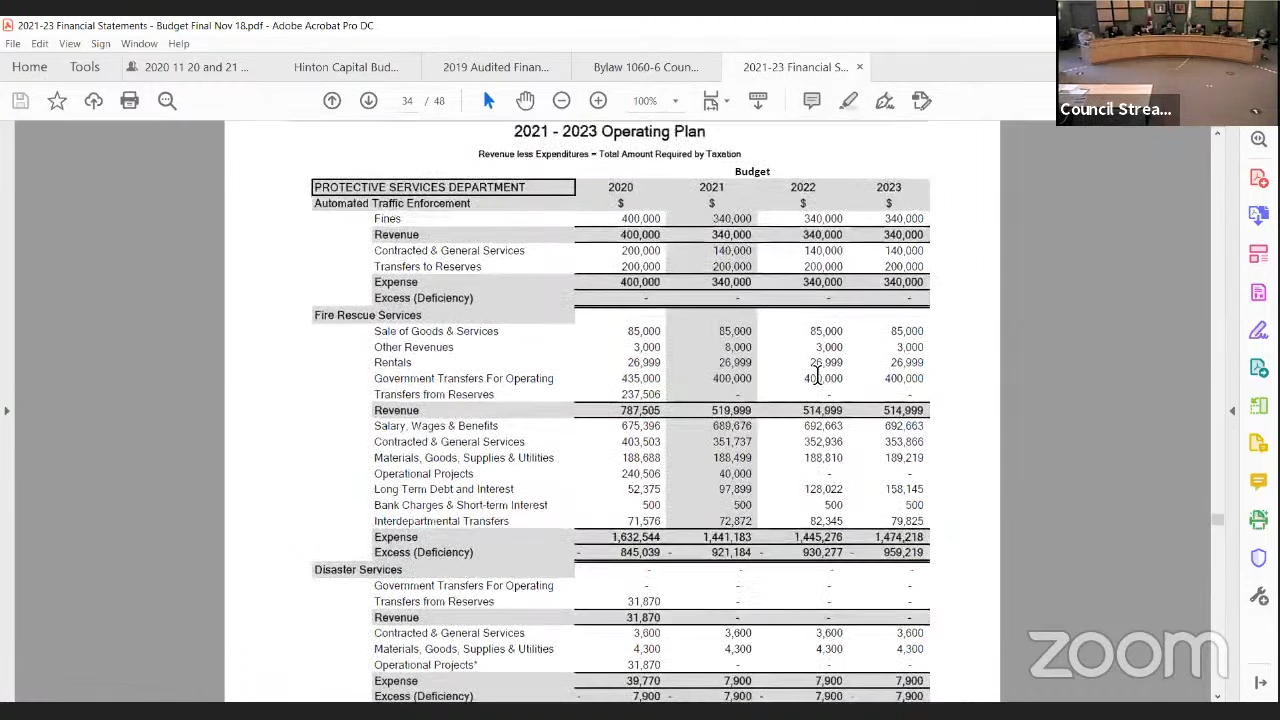 2021-23 Financial Statements - Budget Final Nov 18.pdf - Adobe Acrobat Pro DC
File Edit View Sign Window Help
Home Tools 2020 11 20 and 21 ... Hinton Capital Bud... 2019 Audited Finan... Bylaw 1060-6 Coun... 2021-23 Financial S... ×
34 / 48 100%
Council Strea...
2021 - 2023 Operating Plan
Revenue less Expenditures = Total Amount Required by Taxation
Budget
PROTECTIVE SERVICES DEPARTMENT 2020 2021 2022 2023
Automated Traffic Enforcement $ $ $ $
Fines 400,000 340,000 340,000 340,000
Revenue 400,000 340,000 340,000 340,000
Contracted & General Services 200,000 140,000 140,000 140,000
Transfers to Reserves 200,000 200,000 200,000 200,000
Expense 400,000 340,000 340,000 340,000
Excess (Deficiency) - - - -
Fire Rescue Services
Sale of Goods & Services 85,000 85,000 85,000 85,000
Other Revenues 3,000 8,000 3,000 3,000
Rentals 26,999 26,999 26,999 26,999
Government Transfers For Operating 435,000 400,000 400,000 400,000
Transfers from Reserves 237,506 - - -
Revenue 787,505 519,999 514,999 514,999
Salary, Wages & Benefits 675,396 689,676 692,663 692,663
Contracted & General Services 403,503 351,737 352,936 353,866
Materials, Goods, Supplies & Utilities 188,688 188,499 188,810 189,219
Operational Projects 240,506 40,000 - -
Long Term Debt and Interest 52,375 97,899 128,022 158,145
Bank Charges & Short-term Interest 500 500 500 500
Interdepartmental Transfers 71,576 72,872 82,345 79,825
Expense 1,632,544 1,441,183 1,445,276 1,474,218
Excess (Deficiency) - 845,039 - 921,184 - 930,277 - 959,219
Disaster Services - - - -
Government Transfers For Operating - - - -
Transfers from Reserves 31,870 - - -
Revenue 31,870 - - -
Contracted & General Services 3,600 3,600 3,600 3,600
Materials, Goods, Supplies & Utilities 4,300 4,300 4,300 4,300
Operational Projects* 31,870 - - -
Expense 39,770 7,900 7,900 7,900
Excess (Deficiency) - 7,900 - 7,900 - 7,900 - 7,900
zoom